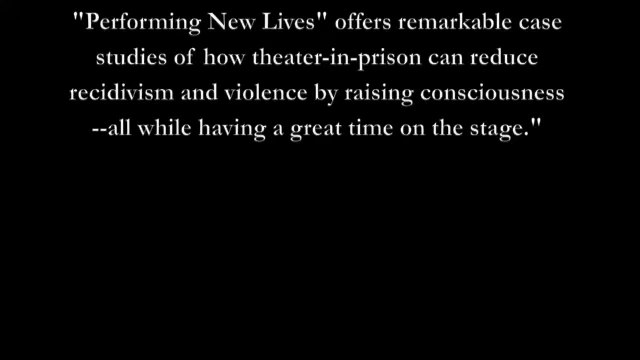 "Performing New Lives" offers remarkable case
studies of how theater-in-prison can reduce
recidivism and violence by raising consciousness
--all while having a great time on the stage."